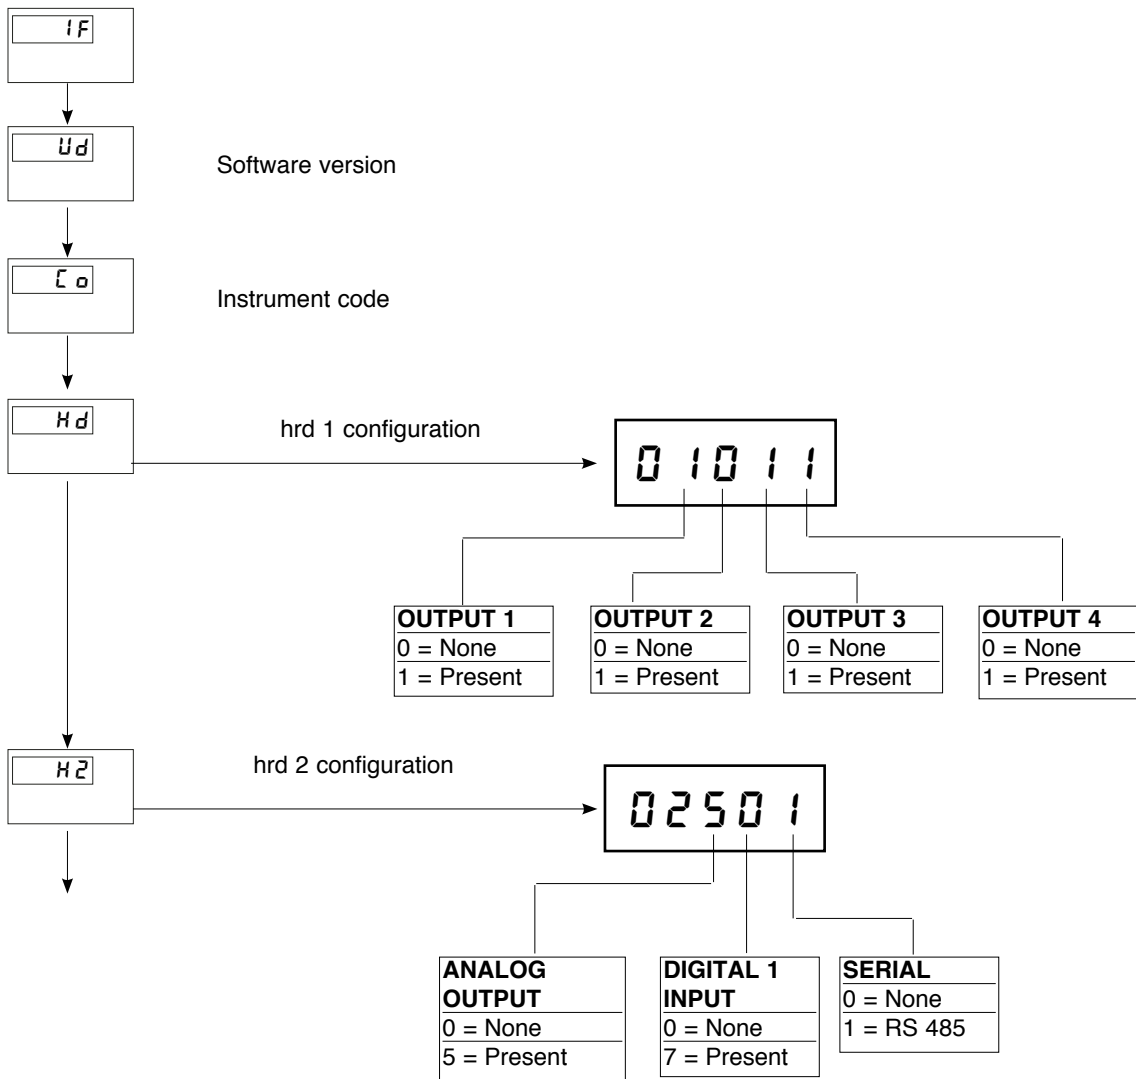 IF
Ud
Software version
Co
Instrument code
Hd
hrd 1 configuration
01011
OUTPUT 1
0 = None
1 = Present
OUTPUT 2
0 = None
1 = Present
OUTPUT 3
0 = None
1 = Present
OUTPUT 4
0 = None
1 = Present
H2
hrd 2 configuration
02501
ANALOG
OUTPUT
0 = None
5 = Present
DIGITAL 1
INPUT
0 = None
7 = Present
SERIAL
0 = None
1 = RS 485